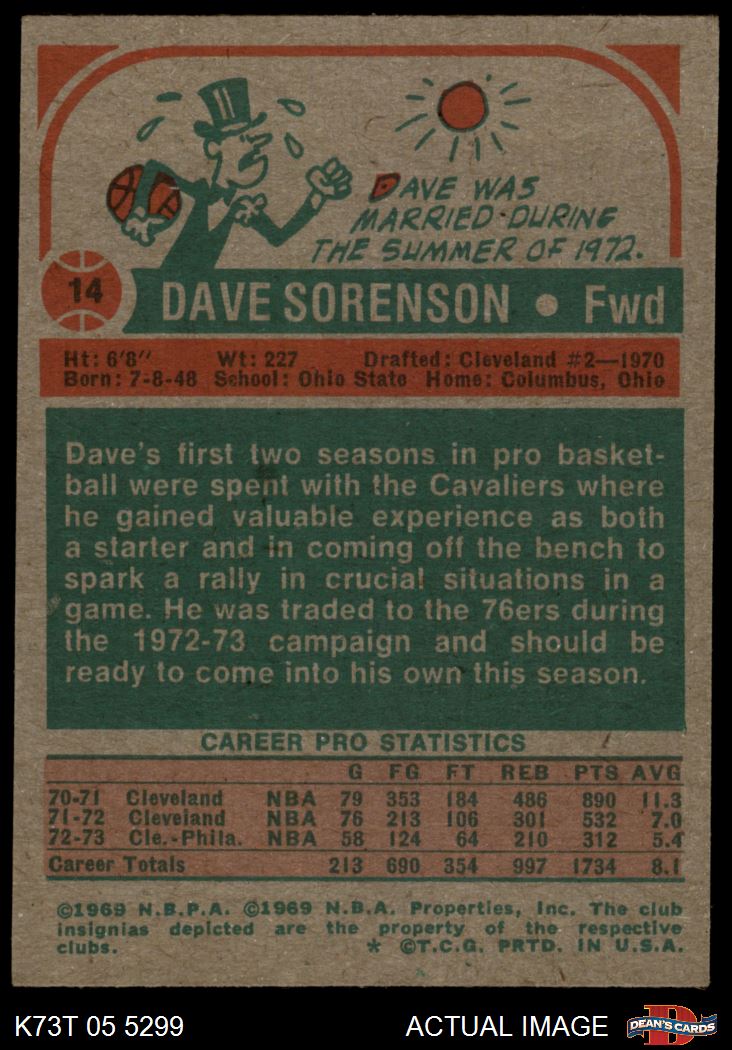 DAVE WAS
MARRIED DURING
THE SUMMER OF 1972.
14
DAVE SORENSON • Fwd
Ht: 6'8" Wt: 227 Drafted: Cleveland #2—1970
Born: 7-8-48 School: Ohio State Home: Columbus, Ohio
Dave's first two seasons in pro basket-
ball were spent with the Cavaliers where
he gained valuable experience as both
a starter and in coming off the bench to
spark a rally in crucial situations in a
game. He was traded to the 76ers during
the 1972-73 campaign and should be
ready to come into his own this season.
CAREER PRO STATISTICS
G FG FT REB PTS AVG
70-71 Cleveland NBA 79 353 184 486 890 11.3
71-72 Cleveland NBA 76 213 106 301 532 7.0
72-73 Cle.-Phila. NBA 58 124 64 210 312 5.4
Career Totals 213 690 354 997 1734 8.1
©1969 N.B.P.A. ©1969 N.B.A. Properties, Inc. The club
insignias depicted are the property of the respective
clubs. * ©T.C.G. PRTD. IN U.S.A.
K73T 05 5299 ACTUAL IMAGE DEAN'S CARDS